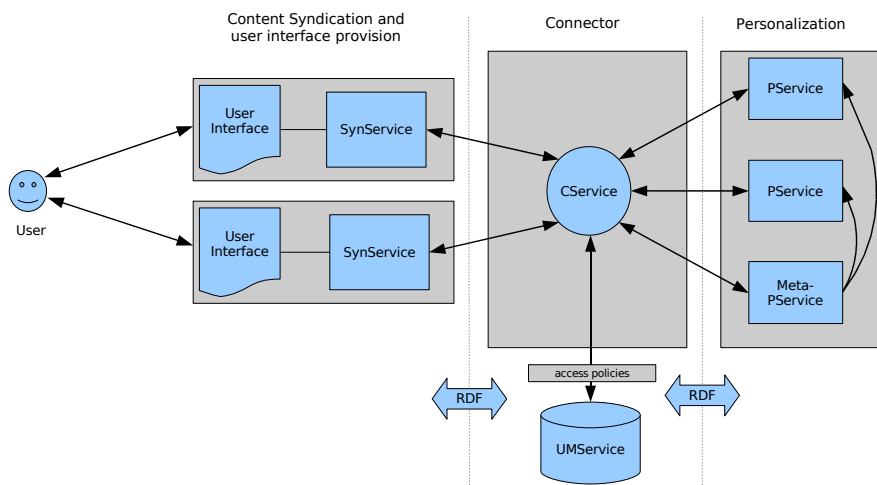 Content Syndication and
user interface provision
Connector
Personalization
User
Interface
SynService
PService
User
CService
PService
User
Interface
SynService
Meta-
PService
access policies
RDF
RDF
UMService